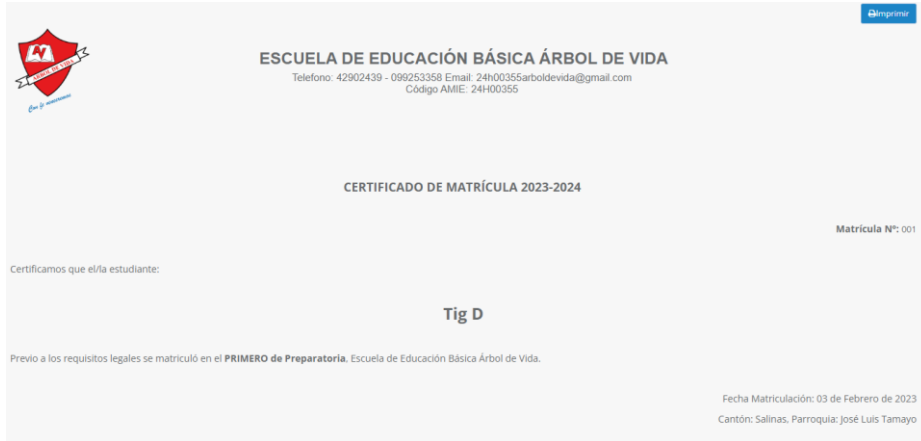 Imprimir
ARBOL DE VIDA
ESCUELA DE EDUCACIÓN BÁSICA ÁRBOL DE VIDA
Telefono: 42902439 - 099253358 Email: 24h00355arboldevida@gmail.com
Código AMIE: 24H00355
CERTIFICADO DE MATRÍCULA 2023-2024
Matrícula Nº: 001
Certificamos que el/la estudiante:
Tig D
Previo a los requisitos legales se matriculó en el PRIMERO de Preparatoria, Escuela de Educación Básica Árbol de Vida.
Fecha Matriculación: 03 de Febrero de 2023
Cantón: Salinas, Parroquia: José Luis Tamayo